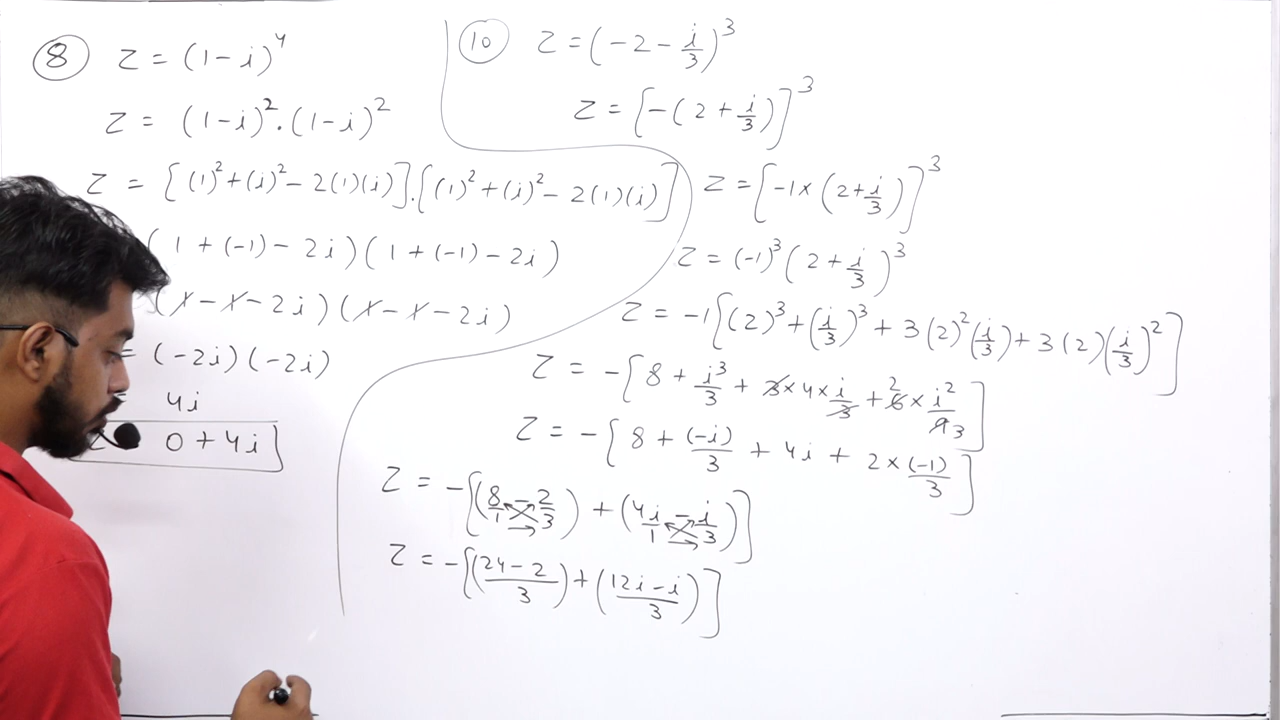 8 Z = (1-i)^4
Z = (1-i)^2 . (1-i)^2
Z = [(1)^2+(i)^2-2(1)(i)].[(1)^2+(i)^2-2(1)(i)]
(1+(-1)-2i)(1+(-1)-2i)
(1-1-2i)(1-1-2i)
= (-2i)(-2i)
4i
0+4i
10 Z = (-2-i/3)^3
Z = [-(2+i/3)]^3
Z = [-1×(2+i/3)]^3
Z = (-1)^3(2+i/3)^3
Z = -1[(2)^3+(i/3)^3+3(2)^2(i/3)+3(2)(i/3)^2]
Z = -[8+i^3/3+3×4×i/3+2 6×i^2/9 3]
Z = -[8+(-i)/3+4i+2×(-1)/3]
Z = -[(8/1-2/3)+(4i/1-i/3)]
Z = -[(24-2/3)+(12i-i/3)]